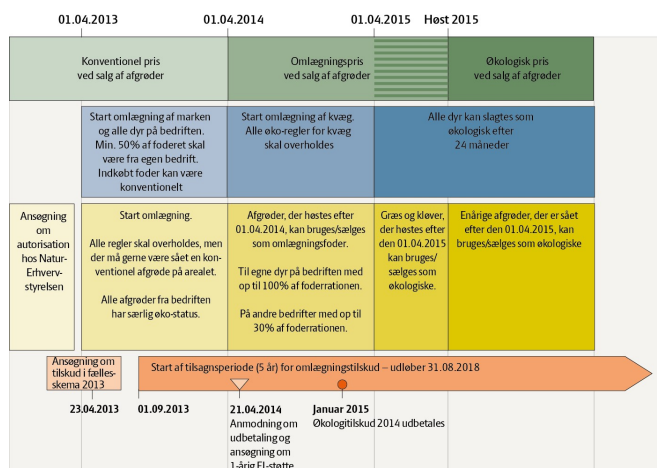 01.04.2013
01.04.2014
01.04.2015
Høst 2015
Konventionel pris
ved salg af afgrøder
Omlægningspris
ved salg af afgrøder
Økologisk pris
ved salg af afgrøder
Start omlægning af marken
og alle dyr på bedriften.
Min. 50% af foderet skal
være fra egen bedrift.
Indkøbt foder kan være
konventionelt
Start omlægning af kvæg.
Alle øko-regler for kvæg
skal overholdes
Alle dyr kan slagtes som
økologisk efter
24 måneder
Ansøgning
om
autorisation
hos Natur-
Erhverv-
styrelsen
Start omlægning.
Alle regler skal overholdes, men
der må gerne være sået en kon-
ventionel afgrøde på arealet.
Alle afgrøder fra bedriften
har særlig øko-status.
Afgrøder, der høstes efter
01.04.2014, kan bruges/sælges
som omlægningsfoder.
Til egne dyr på bedriften med
op til 100% af foderrationen.
På andre bedrifter med op til
30% af foderrationen.
Græs og kløver,
der høstes efter
den 01.04.2015
kan bruges/
sælges som
økologiske.
Enårige afgrøder, der er sået
efter den 01.04.2015, kan
bruges/sælges som økologiske
Ansøgning om
tilskud i fælles-
skema 2013
Start af tilsagnsperiode (5 år) for omlægningstilskud – udløber 31.08.2018
23.04.2013
01.09.2013
21.04.2014
Anmodning om
udbetaling og
ansøgning om
1-årig EL-støtte
Januar 2015
Økologitilskud 2014 udbetales